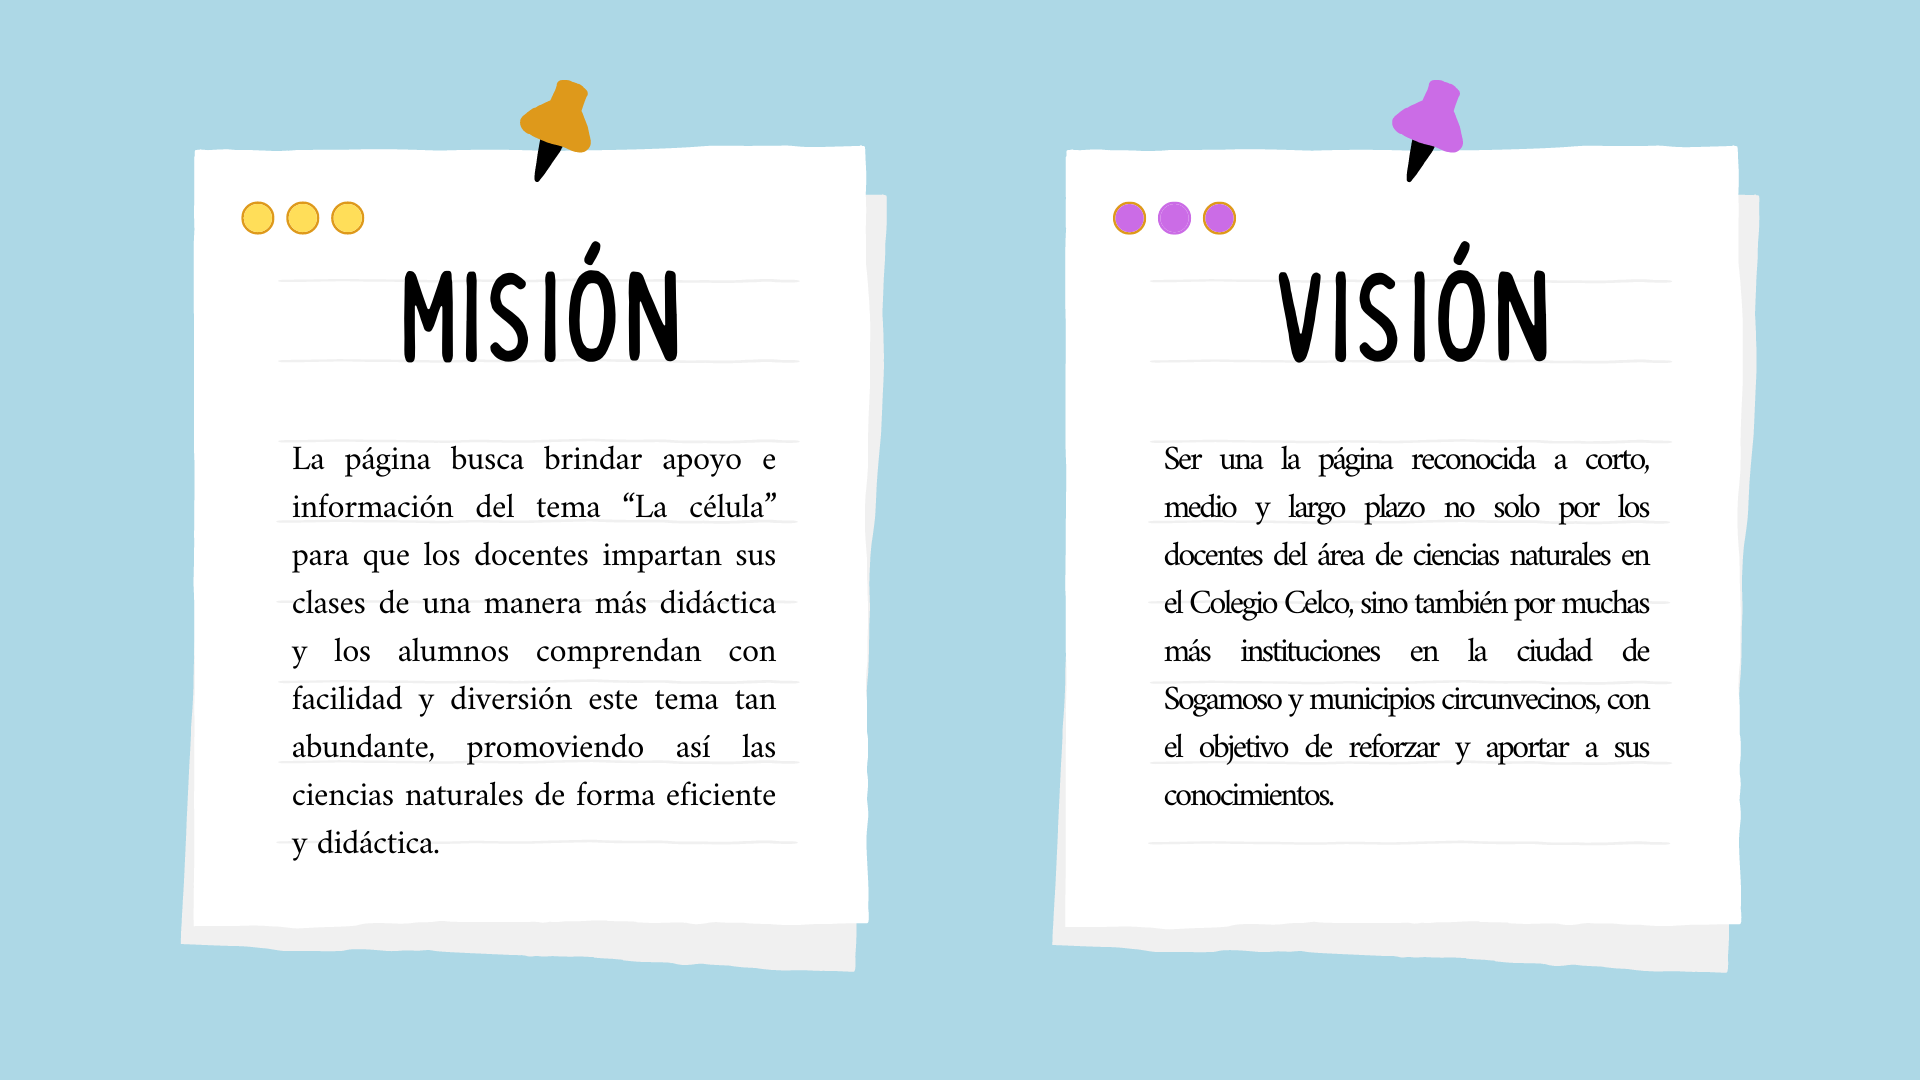 MISIÓN
La página busca brindar apoyo e
información del tema “La célula”
para que los docentes impartan sus
clases de una manera más didáctica
y los alumnos comprendan con
facilidad y diversión este tema tan
abundante, promoviendo así las
ciencias naturales de forma eficiente
y didáctica.
VISIÓN
Ser una la página reconocida a corto,
medio y largo plazo no solo por los
docentes del área de ciencias naturales en
el Colegio Celco, sino también por muchas
más instituciones en la ciudad de
Sogamoso y municipios circunvecinos, con
el objetivo de reforzar y aportar a sus
conocimientos.